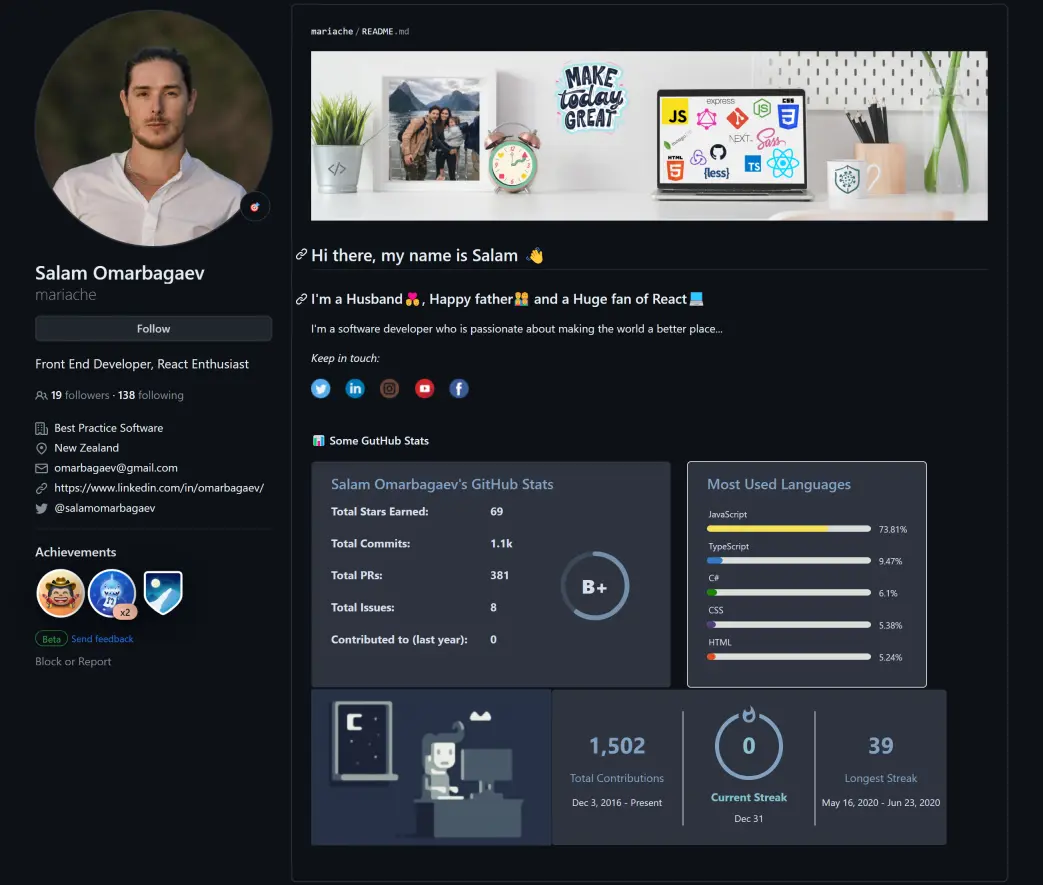 Salam Omarbagaev
mariache
Follow
Front End Developer, React Enthusiast
19 followers · 138 following
Best Practice Software
New Zealand
omarbagaev@gmail.com
https://www.linkedin.com/in/omarbagaev/
@salamomarbagaev
Achievements
x2
Beta Send feedback
Block or Report
mariache/README.md
MAKE
today
GREAT
</>
JS
express
JS
CSS
3
NEXT
Sass
HTML
5
{less}
TS
Hi there, my name is Salam 👋
I'm a Husband 💑, Happy father 👫 and a Huge fan of React 💻
I'm a software developer who is passionate about making the world a better place...
Keep in touch:
in
f
📊 Some GutHub Stats
Salam Omarbagaev's GitHub Stats
Total Stars Earned: 69
Total Commits: 1.1k
Total PRs: 381
Total Issues: 8
Contributed to (last year): 0
B+
Most Used Languages
JavaScript
73.81%
TypeScript
9.47%
C#
6.1%
CSS
5.38%
HTML
5.24%
1,502
Total Contributions
Dec 3, 2016 - Present
0
Current Streak
Dec 31
39
Longest Streak
May 16, 2020 - Jun 23, 2020